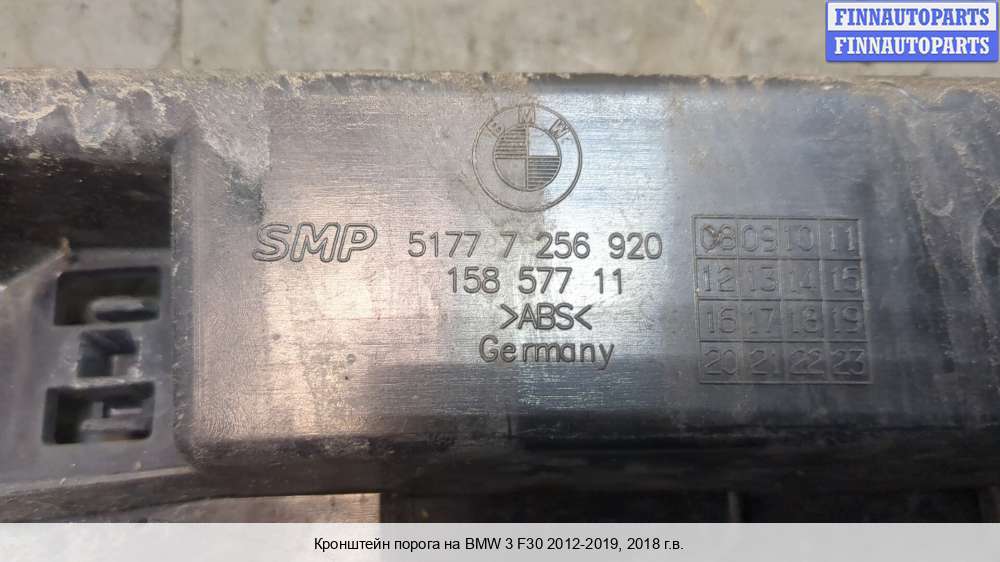 FINNAUTOPARTS
FINNAUTOPARTS
BMW
SMP 5177 7 256 920
158 577 11
>ABS<
Germany
08 09 10 11
12 13 14 15
16 17 18 19
20 21 22 23
Кронштейн порога на BMW 3 F30 2012-2019, 2018 г.в.